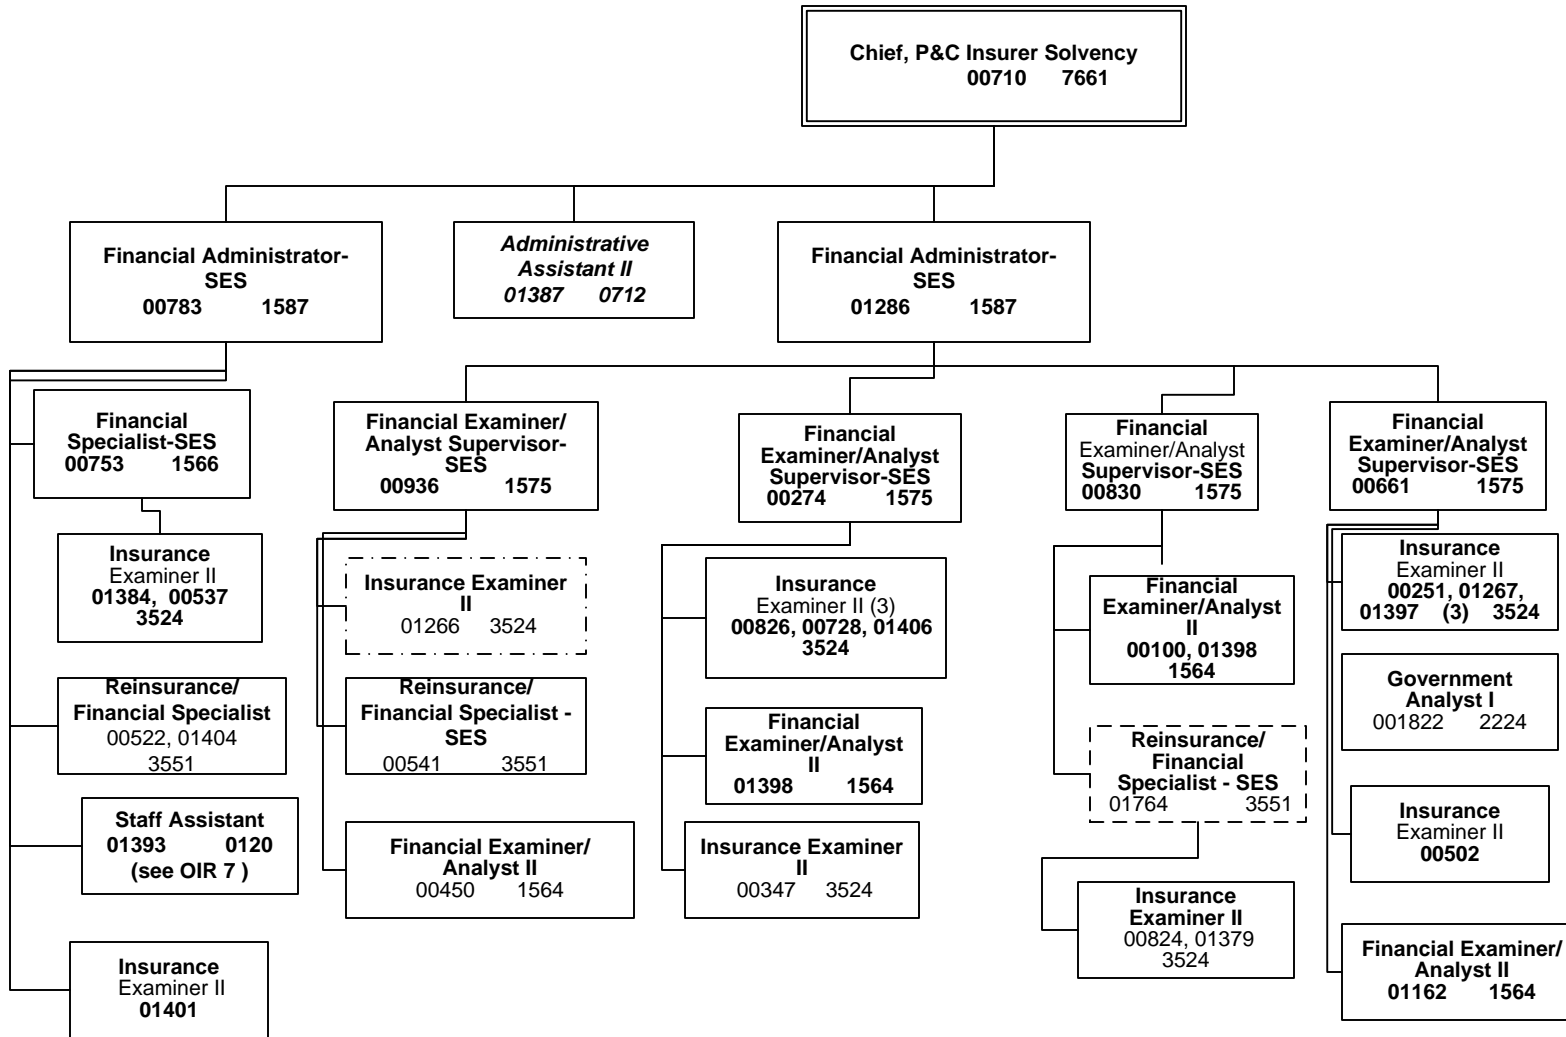 Chief, P&C Insurer Solvency
00710 7661
Financial Administrator-
SES
00783 1587
Administrative
Assistant II
01387 0712
Financial Administrator-
SES
01286 1587
Financial
Specialist-SES
00753 1566
Insurance
Examiner II
01384, 00537
3524
Reinsurance/
Financial Specialist
00522, 01404
3551
Staff Assistant
01393 0120
(see OIR 7 )
Insurance
Examiner II
01401
Financial Examiner/
Analyst Supervisor-
SES
00936 1575
Insurance Examiner
II
01266 3524
Reinsurance/
Financial Specialist -
SES
00541 3551
Financial Examiner/
Analyst II
00450 1564
Financial
Examiner/Analyst
Supervisor-SES
00274 1575
Insurance
Examiner II (3)
00826, 00728, 01406
3524
Financial
Examiner/Analyst
II
01398 1564
Insurance Examiner
II
00347 3524
Financial
Examiner/Analyst
Supervisor-SES
00830 1575
Financial
Examiner/Analyst
II
00100, 01398
1564
Reinsurance/
Financial
Specialist - SES
01764 3551
Insurance
Examiner II
00824, 01379
3524
Financial
Examiner/Analyst
Supervisor-SES
00661 1575
Insurance
Examiner II
00251, 01267,
01397 (3) 3524
Government
Analyst I
001822 2224
Insurance
Examiner II
00502
Financial Examiner/
Analyst II
01162 1564